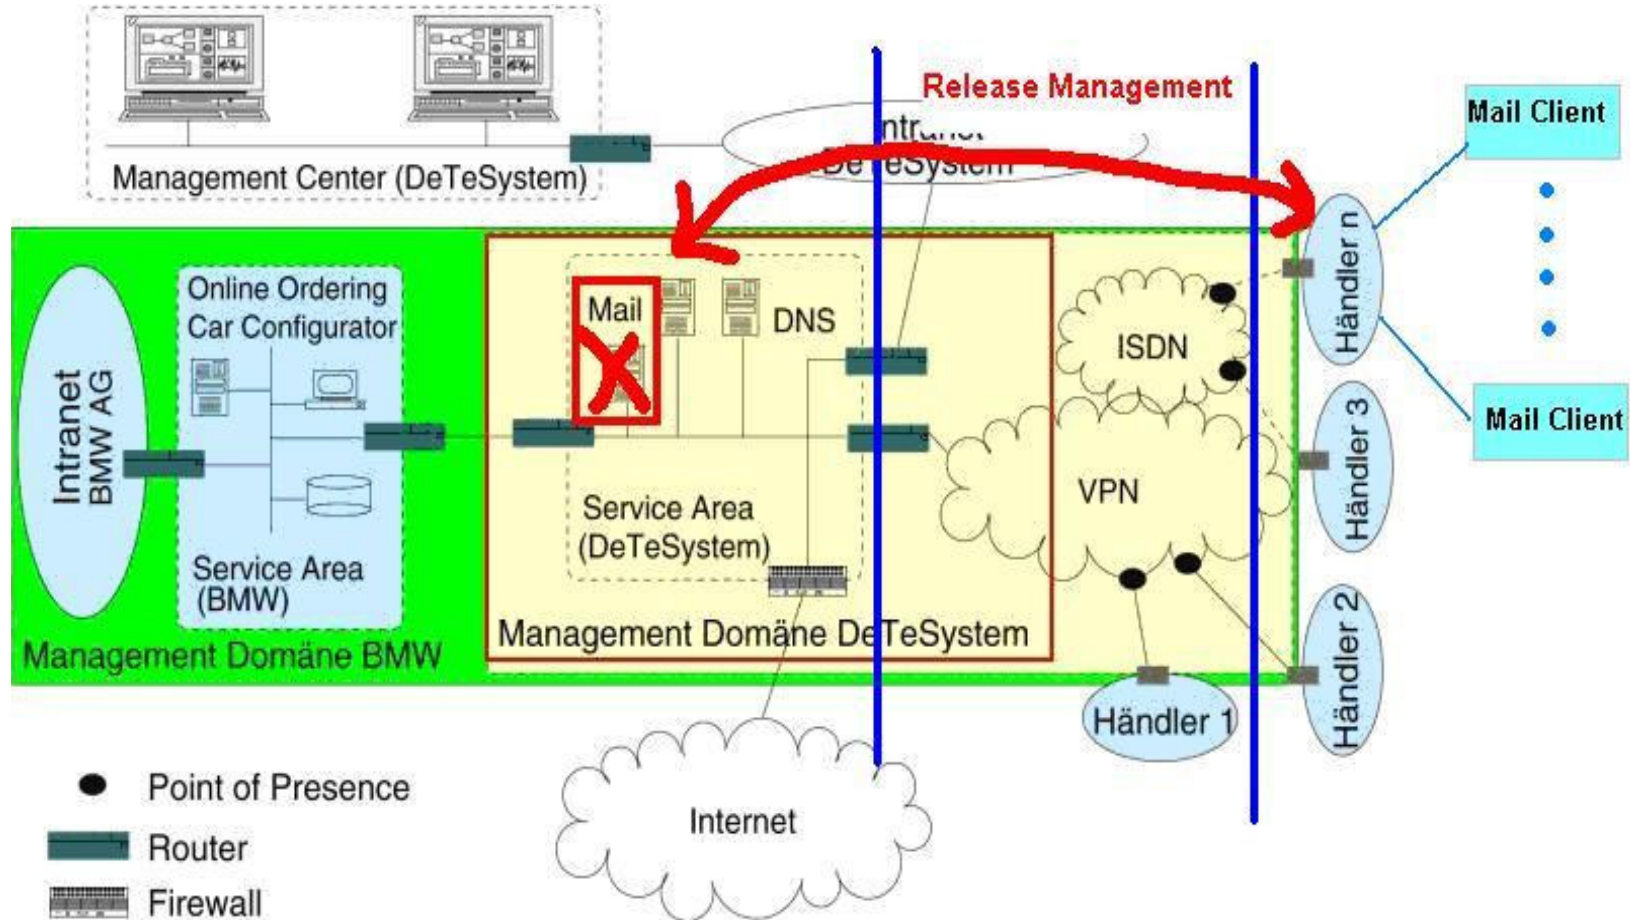 Release Management
Mail Client
Intranet
DeTeSystem
Management Center (DeTeSystem)
Händler n
Online Ordering
Car Configurator
Mail
DNS
ISDN
Intranet
BMW AG
Händler 3
Mail Client
VPN
Service Area
(DeTeSystem)
Service Area
(BMW)
Management Domäne DeTeSystem
Management Domäne BMW
Händler 2
Händler 1
Point of Presence
Internet
Router
Firewall